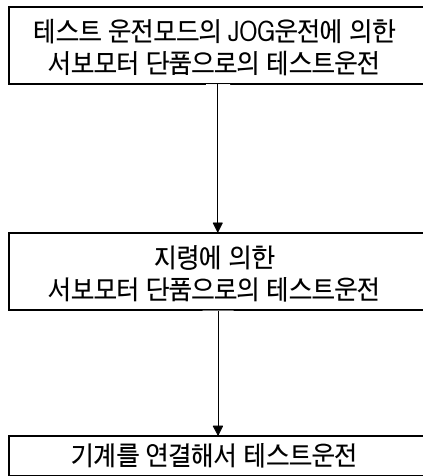 테스트 운전모드의 JOG운전에 의한
서보모터 단품으로의 테스트운전
지령에 의한
서보모터 단품으로의 테스트운전
기계를 연결해서 테스트운전